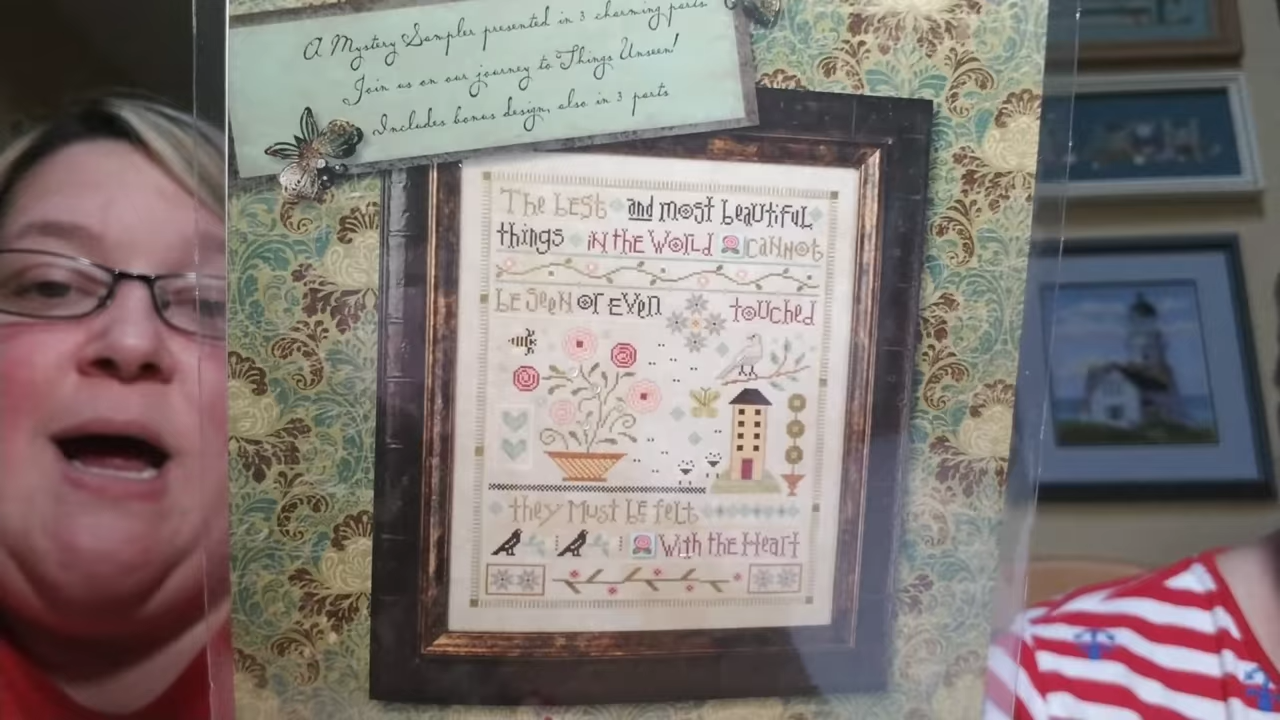 A Mystery Sampler presented in 3 charming parts.
Join us on our journey to Things Unseen!
Includes bonus design, also in 3 parts
The best and most beautiful
things in the World cannot
be seen or even touched
they Must be felt
With the Heart